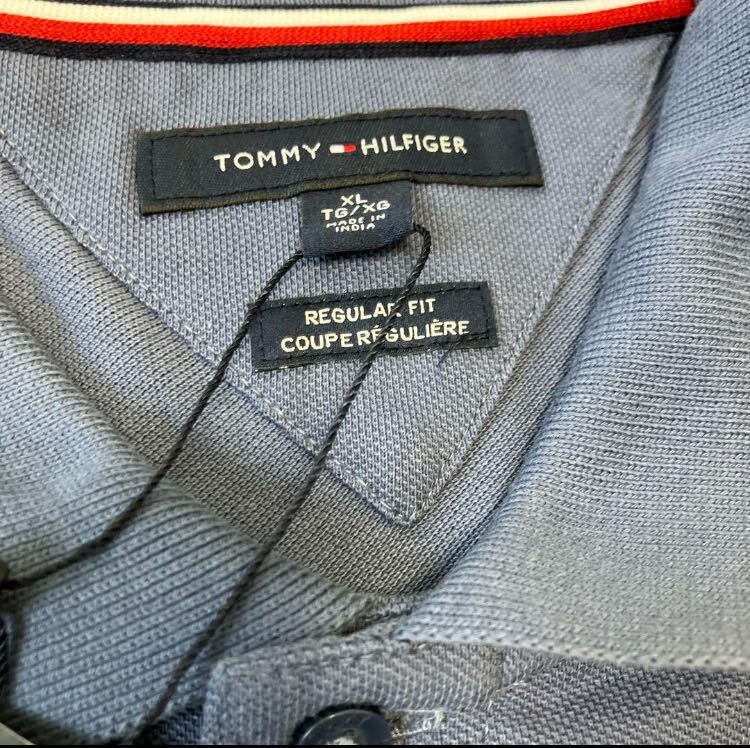 TOMMY HILFIGER
XL
TG/XG
MADE IN
INDIA
REGULAR FIT
COUPE RÉGULIÈRE